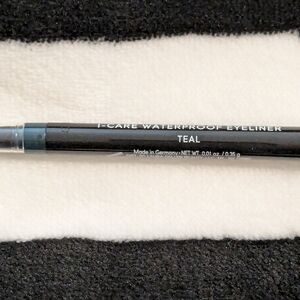 I-CARE WATERPROOF EYELINER
TEAL
Made in Germany • NET WT. 0.01 oz. / 0.35 g